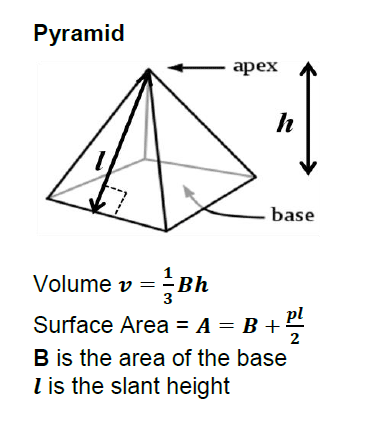 Pyramid
apex
h
l
base
Volume v = 1/3 Bh
Surface Area = A = B + pl/2
B is the area of the base
l is the slant height